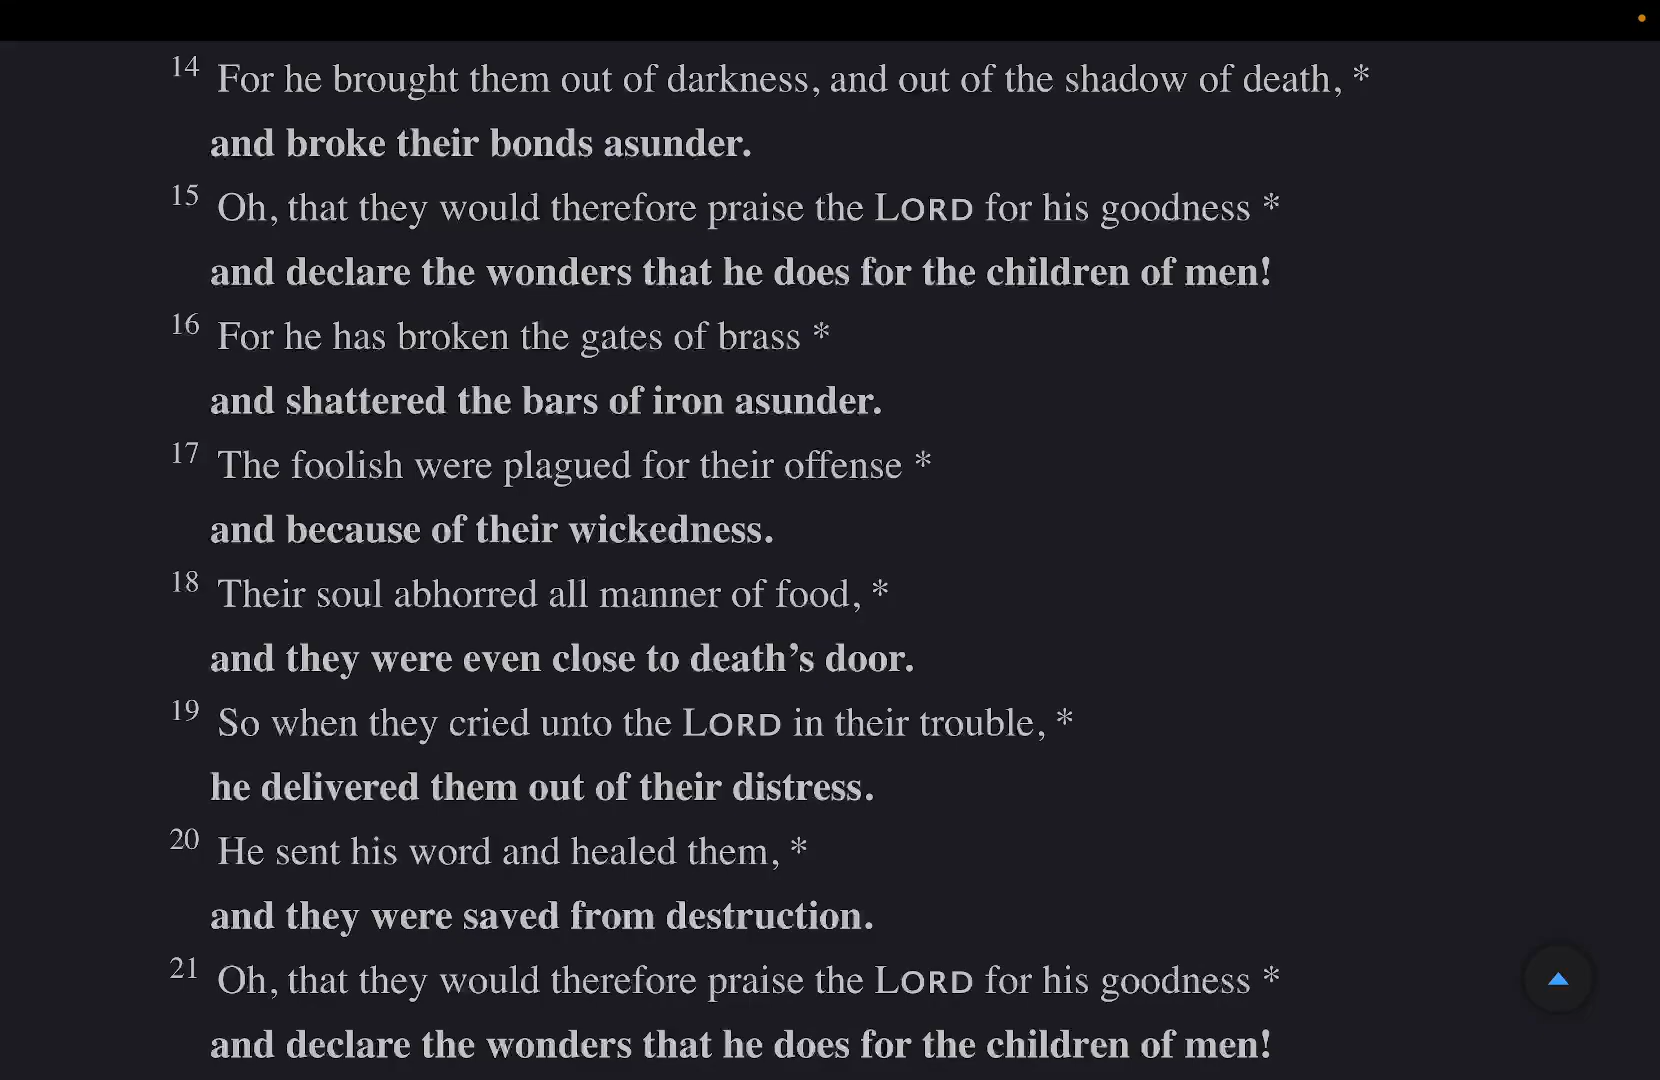 14 For he brought them out of darkness, and out of the shadow of death, *
and broke their bonds asunder.
15 Oh, that they would therefore praise the LORD for his goodness *
and declare the wonders that he does for the children of men!
16 For he has broken the gates of brass *
and shattered the bars of iron asunder.
17 The foolish were plagued for their offense *
and because of their wickedness.
18 Their soul abhorred all manner of food, *
and they were even close to death’s door.
19 So when they cried unto the LORD in their trouble, *
he delivered them out of their distress.
20 He sent his word and healed them, *
and they were saved from destruction.
21 Oh, that they would therefore praise the LORD for his goodness *
and declare the wonders that he does for the children of men!